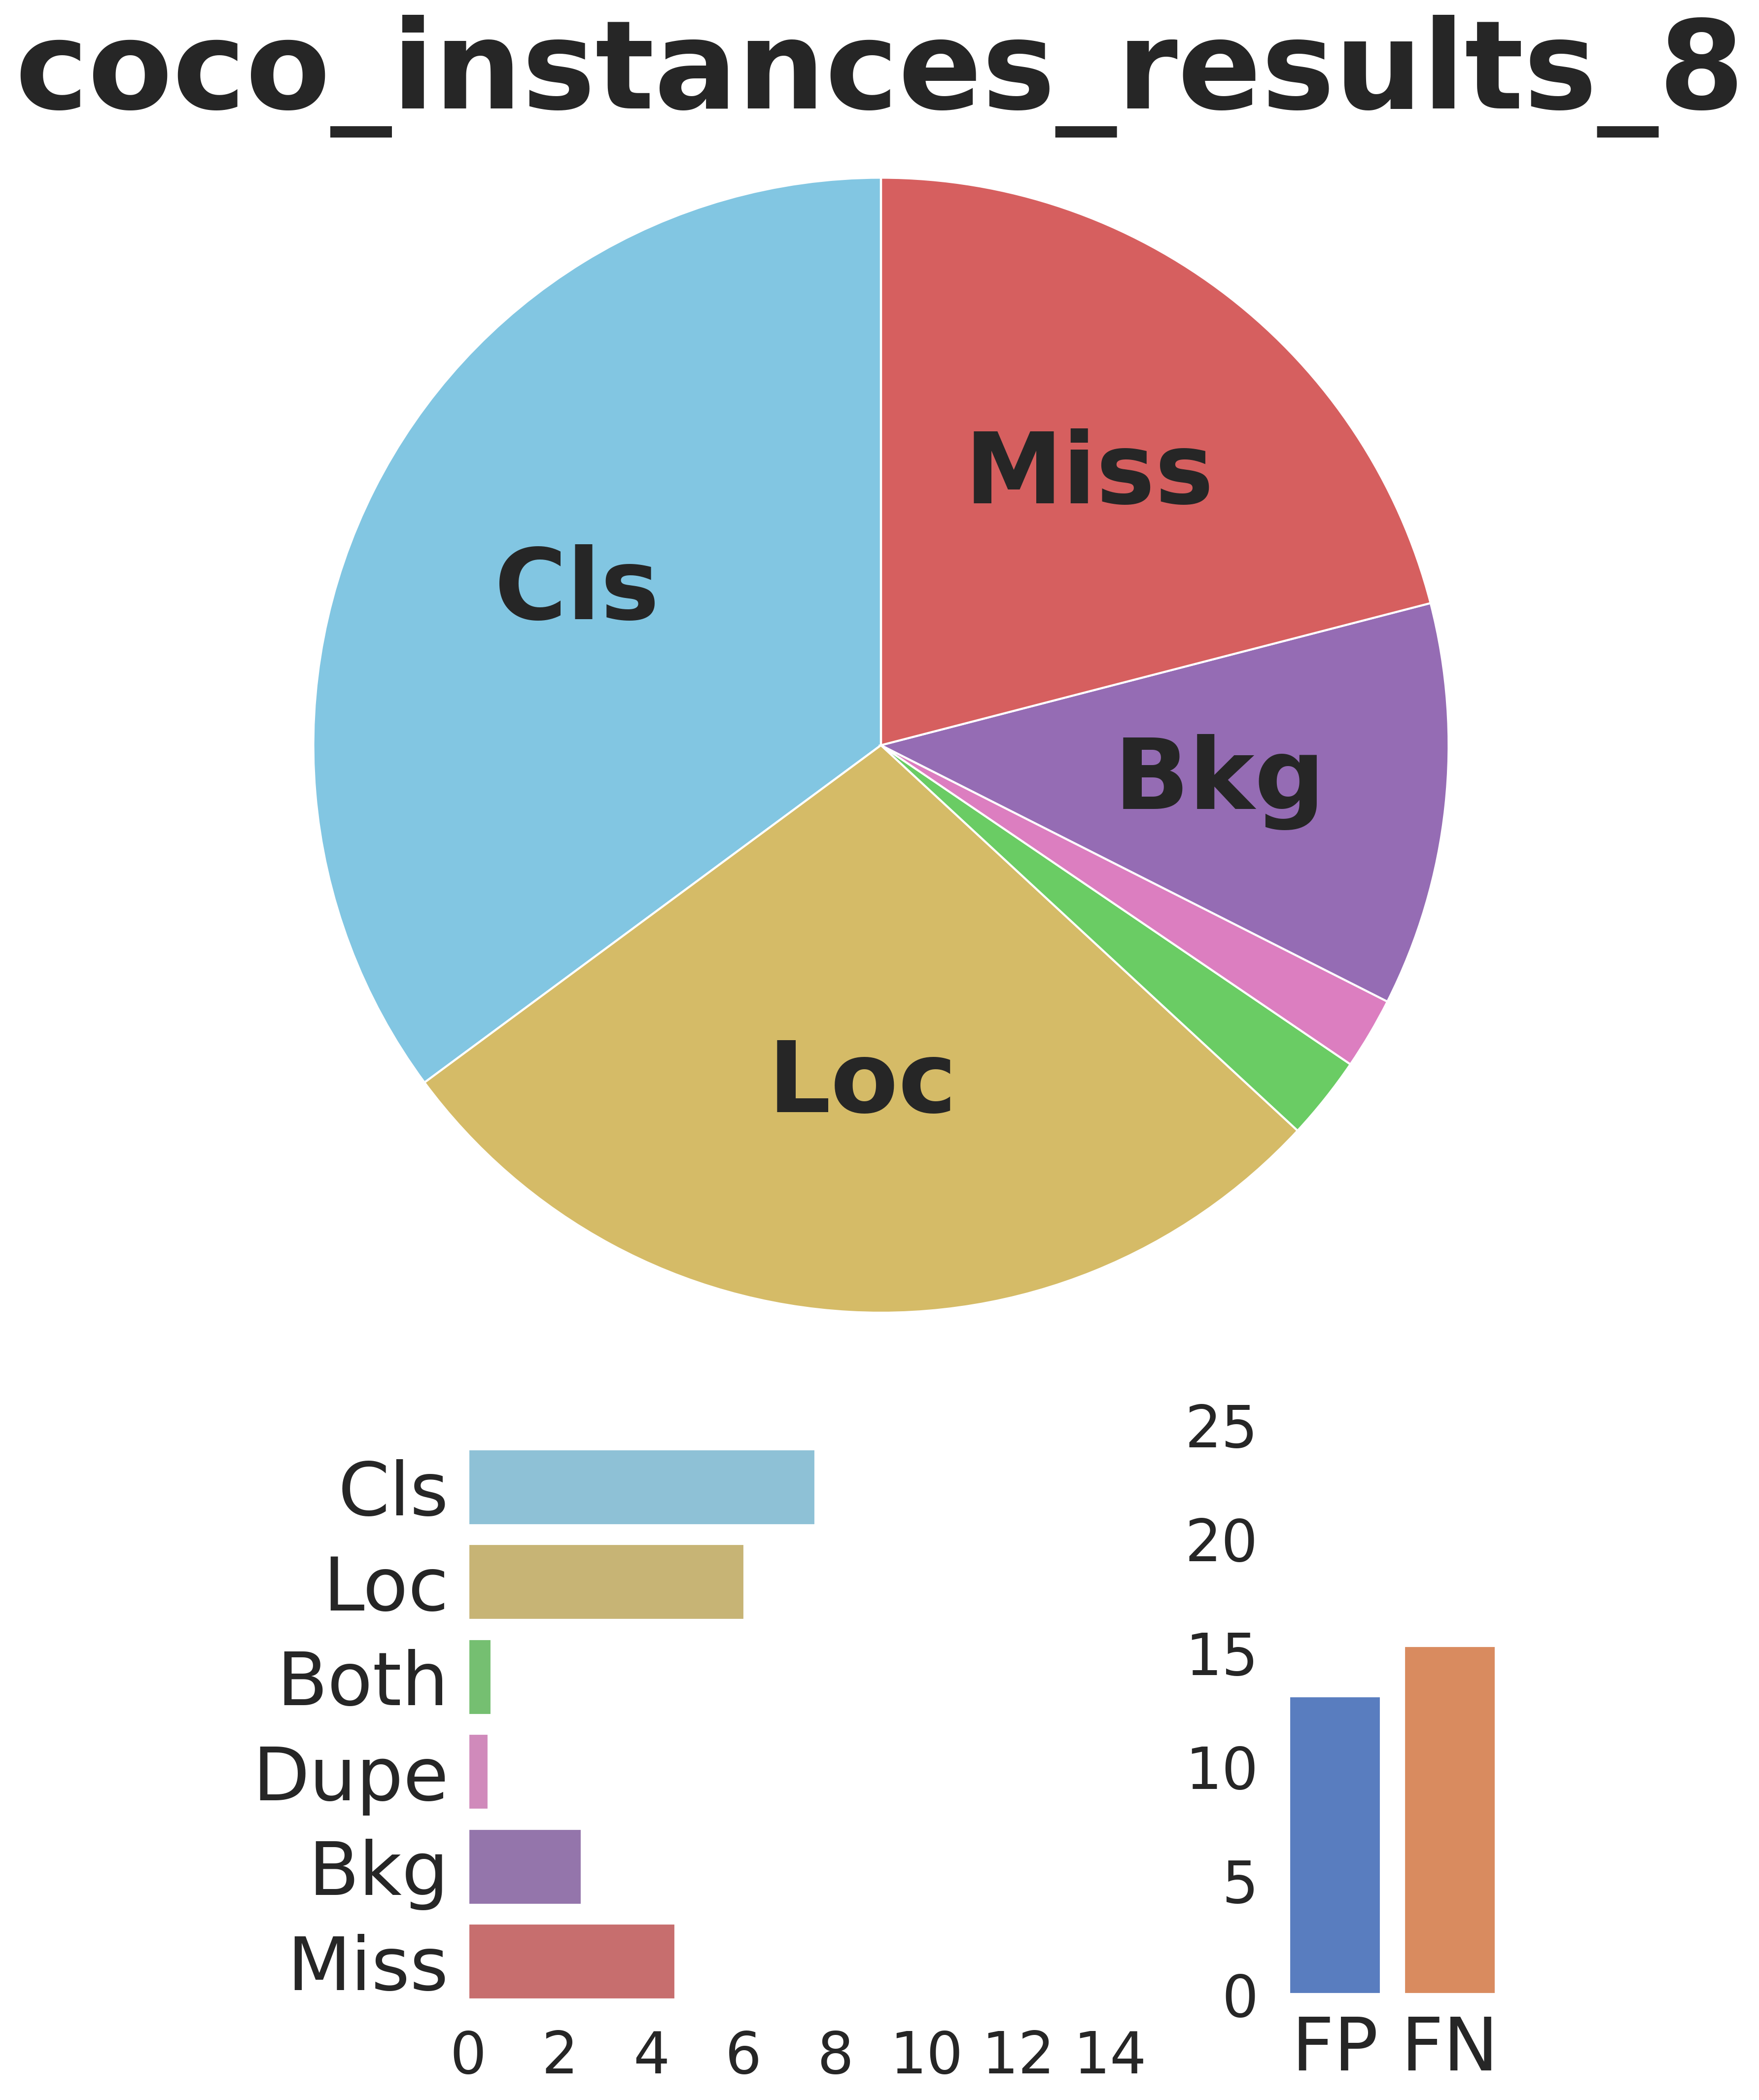 coco_instances_results_8
Miss
Cls
Bkg
Loc
Cls
Loc
Both
Dupe
Bkg
Miss
0 2 4 6 8 10 12 14
25
20
15
10
5
0
FP FN